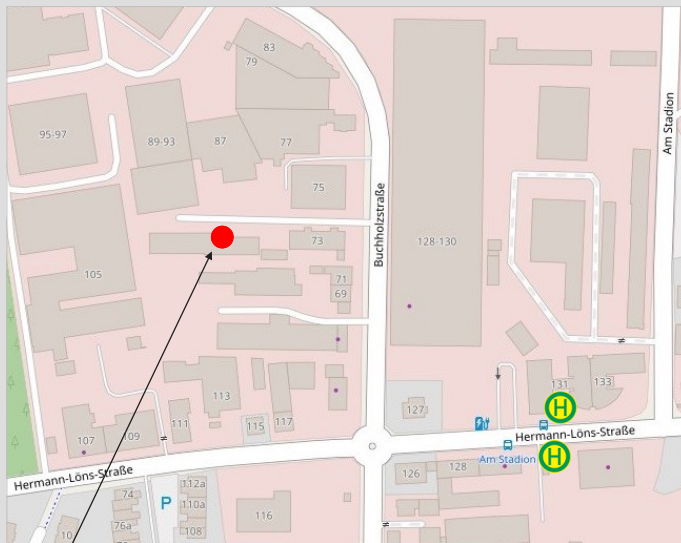 83
79
95-97
89-93
87
77
75
Am Stadion
73
Buchholzstraße
128-130
105
71
69
131
133
113
127
H
111
115
117
107
109
Hermann-Löns-Straße
Am Stadion
H
Hermann-Löns-Straße
126
128
74
112a
110a
P
76a
108
116
10